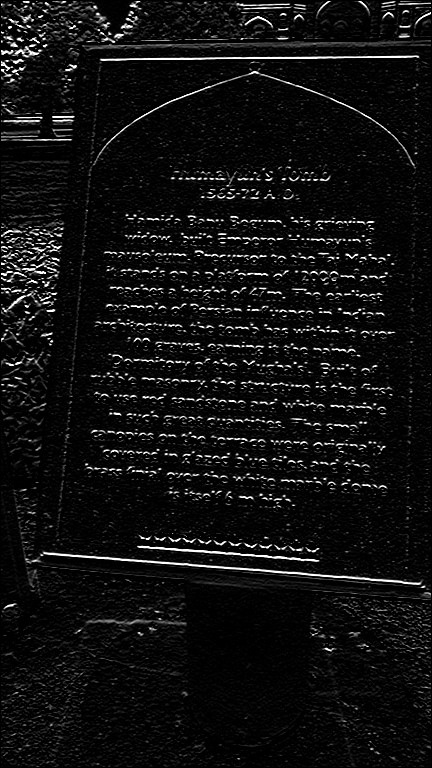 Humayun's Tomb
1565-72 A.D.
Hamida Banu Begum, his grieving
widow, built Emperor Humayun's
mausoleum. Precursor to the Taj Mahal,
it stands on a platform of 12000m² and
reaches a height of 47m. The earliest
example of Persian influence in Indian
architecture, the tomb has within it over
100 graves, earning it the name,
'Dormitory of the Mughals'. Built of
rubble masonry, the structure is the first
to use red sandstone and white marble
in such great quantities. The small
canopies on the terrace were originally
covered in glazed blue tiles, and the
brass finial over the white marble dome
is itself 6 m high.